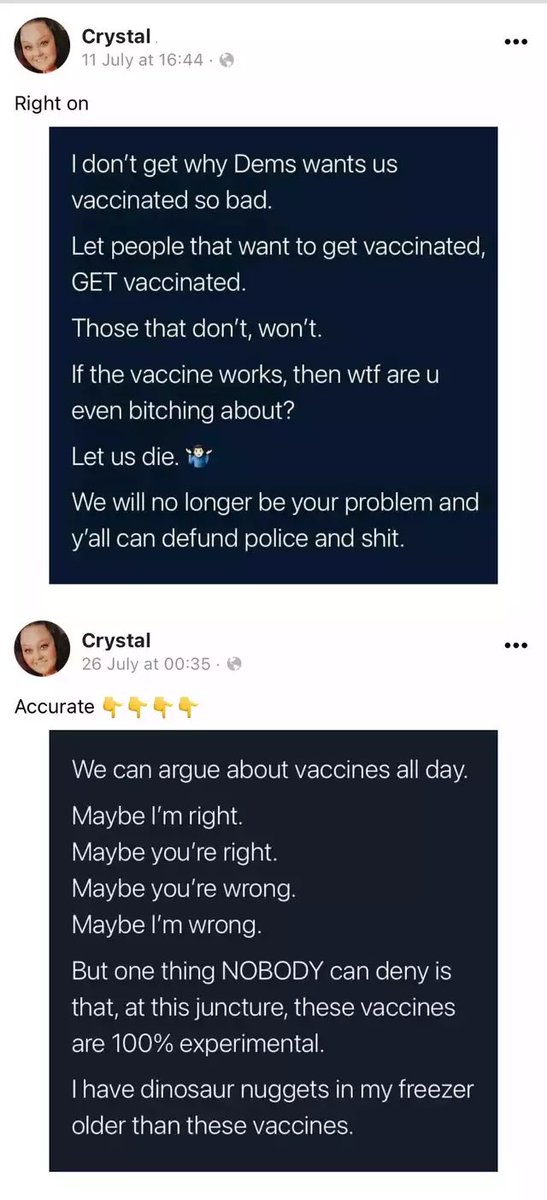 Crystal
11 July at 16:44 ·
Right on
I don't get why Dems wants us
vaccinated so bad.
Let people that want to get vaccinated,
GET vaccinated.
Those that don't, won't.
If the vaccine works, then wtf are u
even bitching about?
Let us die. 🤷🏻‍♂️
We will no longer be your problem and
y'all can defund police and shit.
Crystal
26 July at 00:35 ·
Accurate 👇👇👇👇
We can argue about vaccines all day.
Maybe I'm right.
Maybe you're right.
Maybe you're wrong.
Maybe I'm wrong.
But one thing NOBODY can deny is
that, at this juncture, these vaccines
are 100% experimental.
I have dinosaur nuggets in my freezer
older than these vaccines.